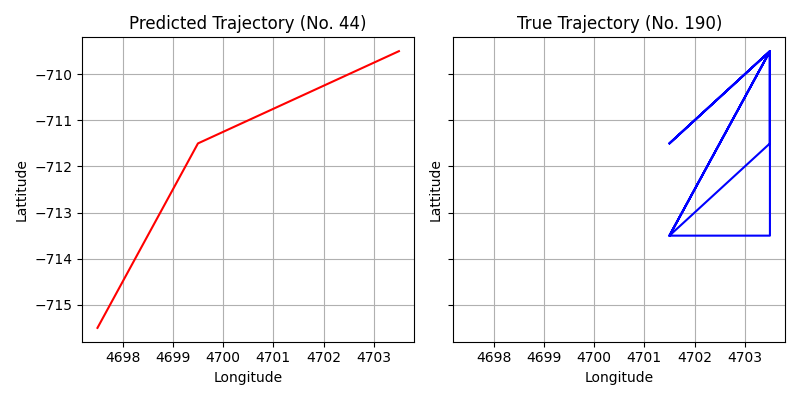 Predicted Trajectory (No. 44)
True Trajectory (No. 190)
−710
−711
−712
−713
−714
−715
Lattitude
Lattitude
4698 4699 4700 4701 4702 4703
4698 4699 4700 4701 4702 4703
Longitude
Longitude